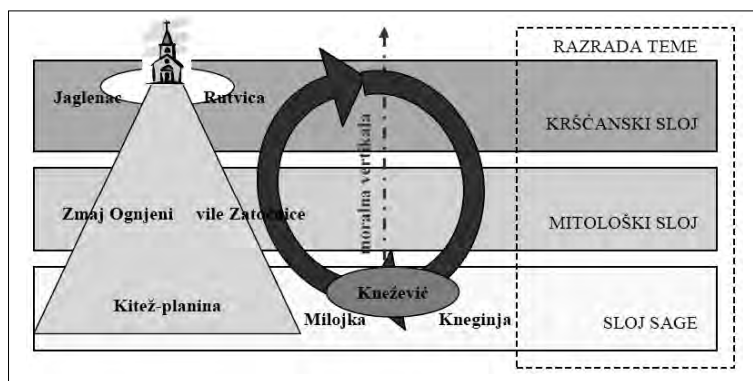 RAZRADA TEME
Jaglenac Rutvica
KRŠĆANSKI SLOJ
moralna vertikala
Zmaj Ognjeni vile Zatočnice
MITOLOŠKI SLOJ
Knežević
Kitež-planina
Milojka Kneginja
SLOJ SAGE